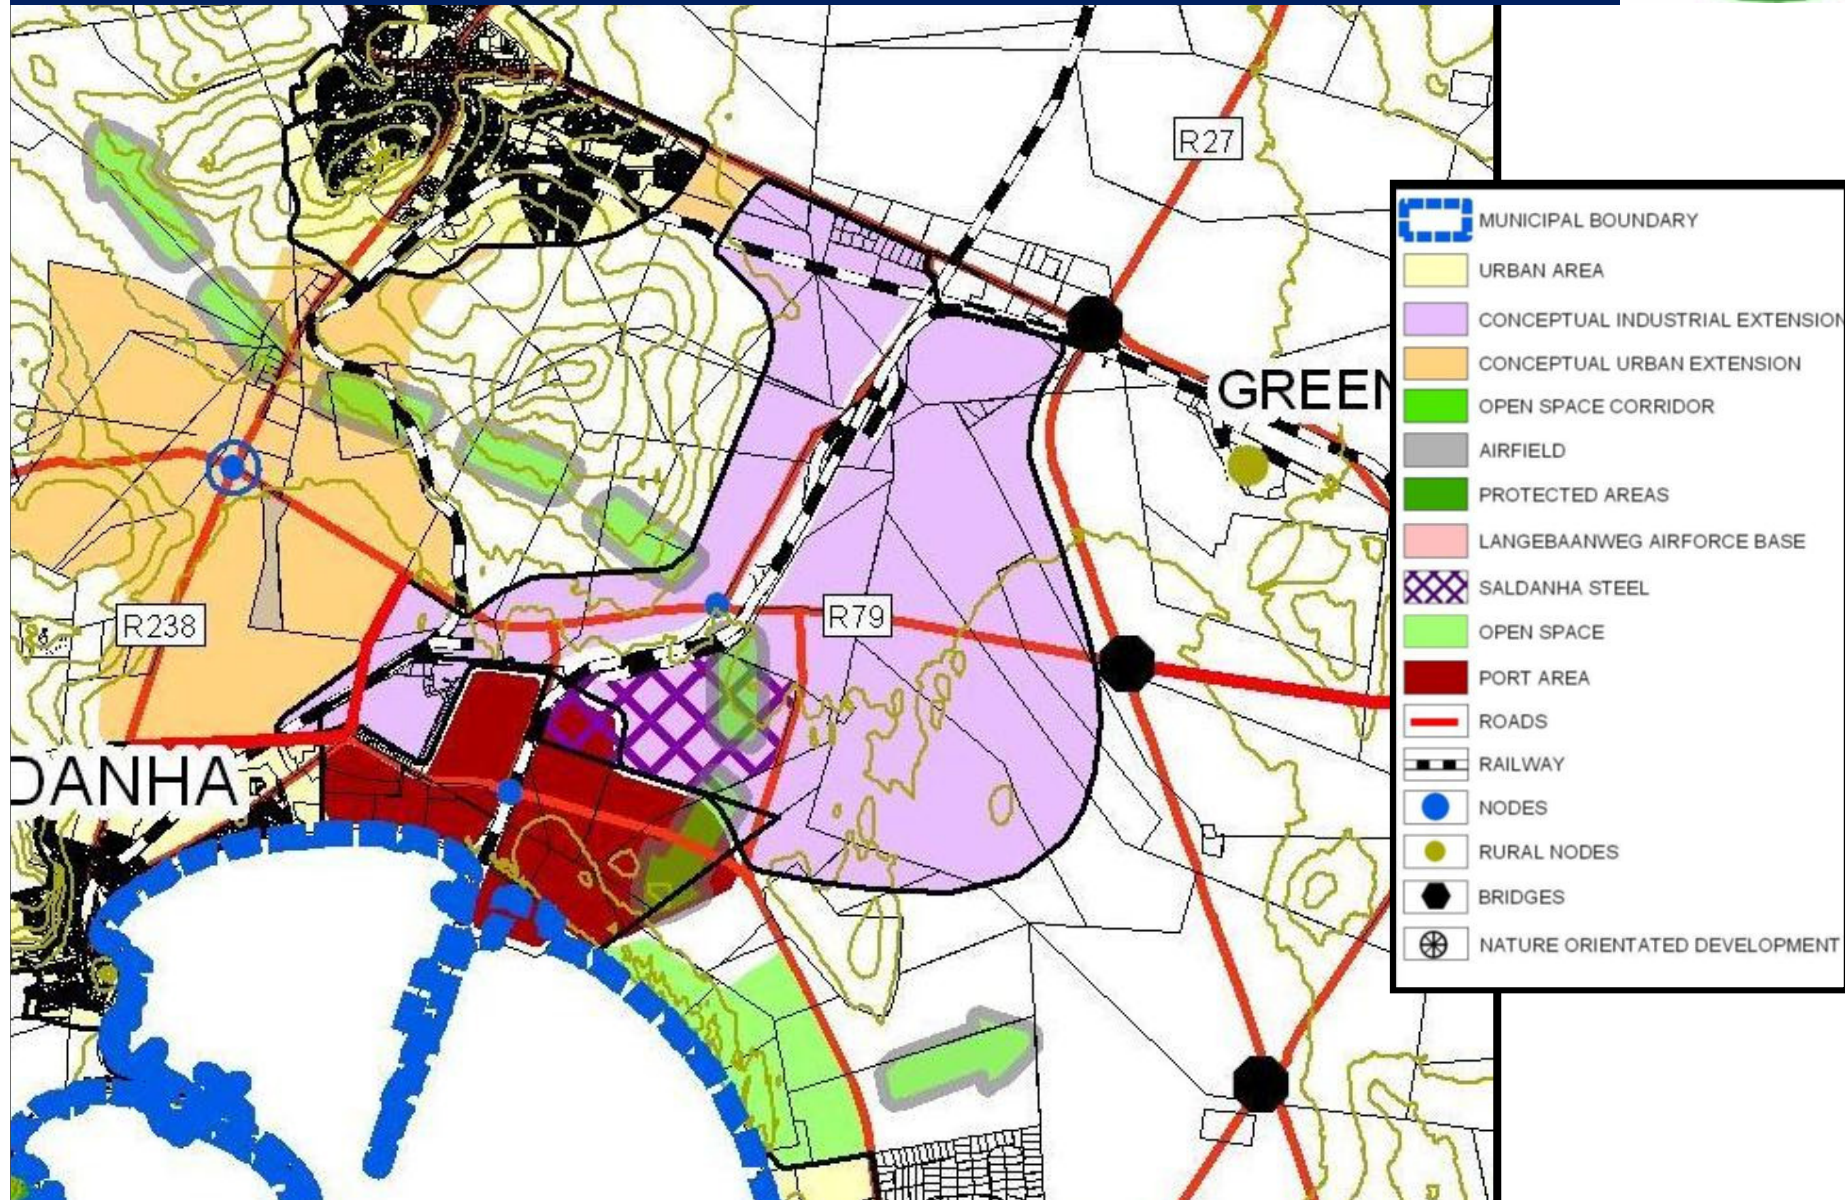 R27
GREEN
R238
R79
DANHA
MUNICIPAL BOUNDARY
URBAN AREA
CONCEPTUAL INDUSTRIAL EXTENSION
CONCEPTUAL URBAN EXTENSION
OPEN SPACE CORRIDOR
AIRFIELD
PROTECTED AREAS
LANGEBAANWEG AIRFORCE BASE
SALDANHA STEEL
OPEN SPACE
PORT AREA
ROADS
RAILWAY
NODES
RURAL NODES
BRIDGES
NATURE ORIENTATED DEVELOPMENT